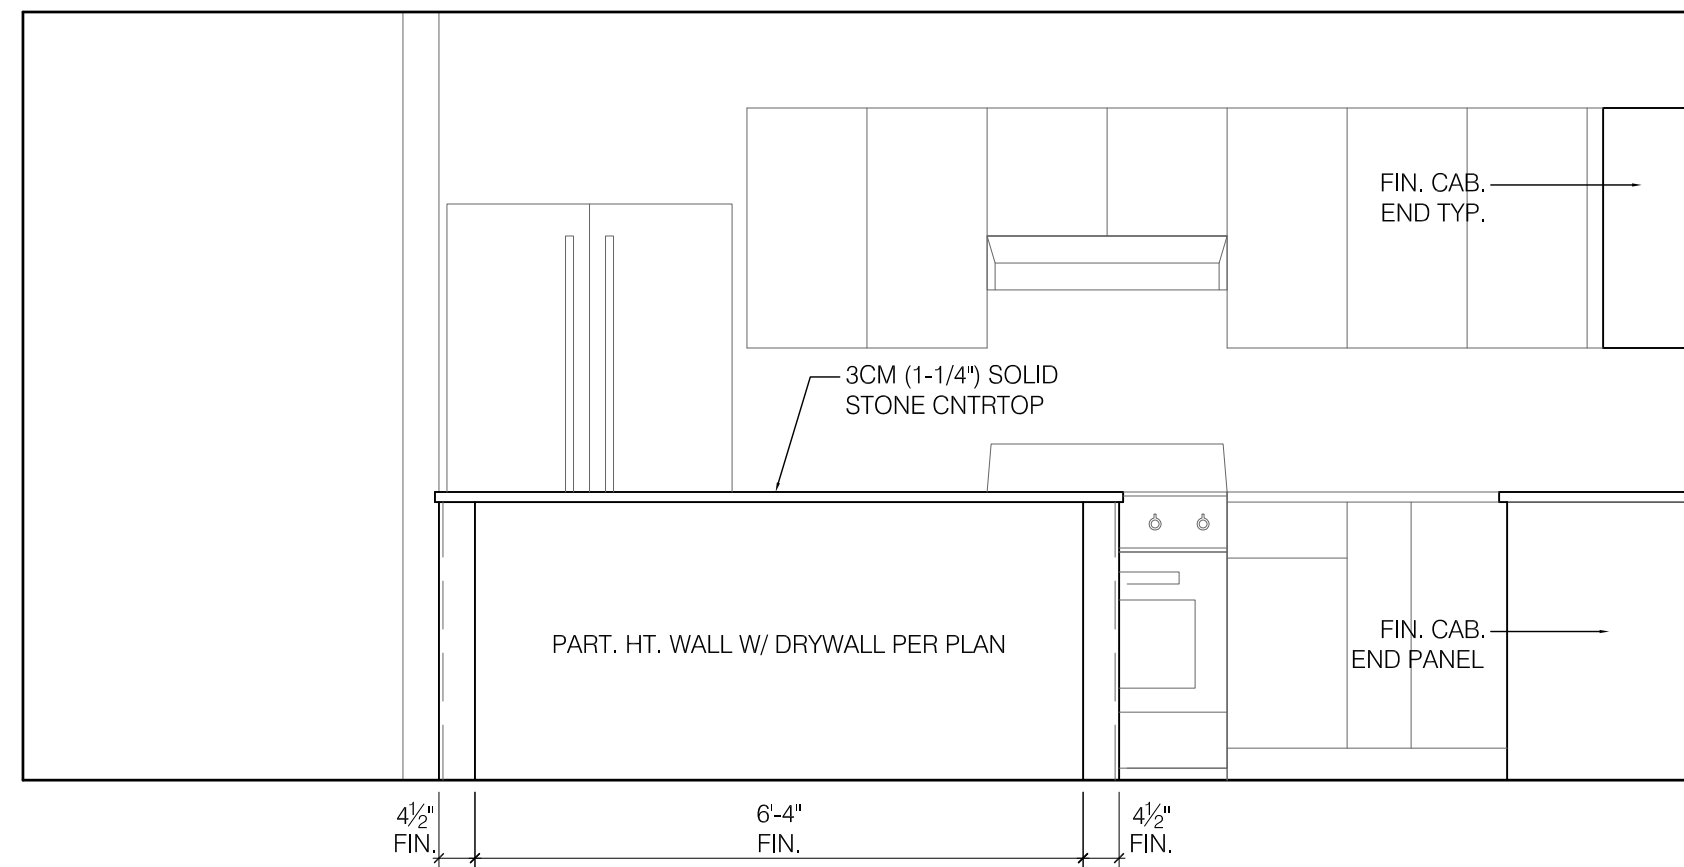 FIN. CAB.
END TYP.
3CM (1-1/4") SOLID
STONE CNTRTOP
PART. HT. WALL W/ DRYWALL PER PLAN
FIN. CAB.
END PANEL
4½"
FIN.
6'-4"
FIN.
4½"
FIN.